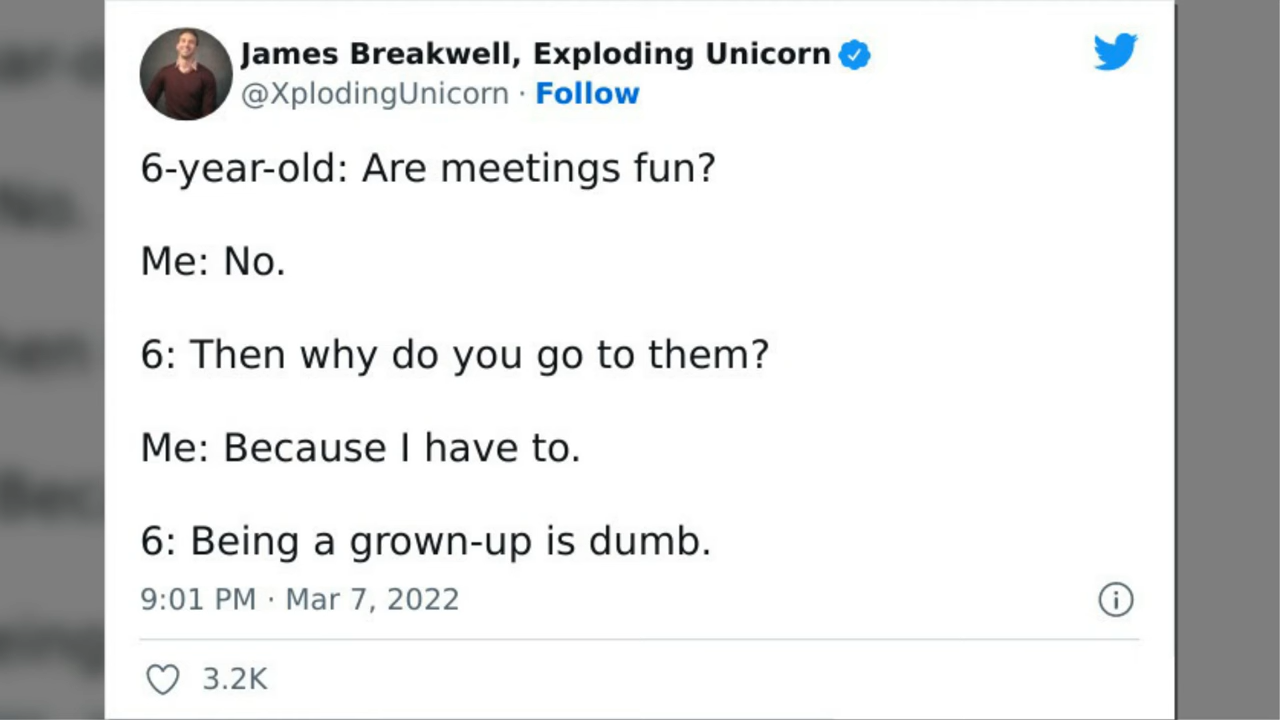 James Breakwell, Exploding Unicorn
@XplodingUnicorn · Follow
6-year-old: Are meetings fun?
Me: No.
6: Then why do you go to them?
Me: Because I have to.
6: Being a grown-up is dumb.
9:01 PM · Mar 7, 2022
3.2K